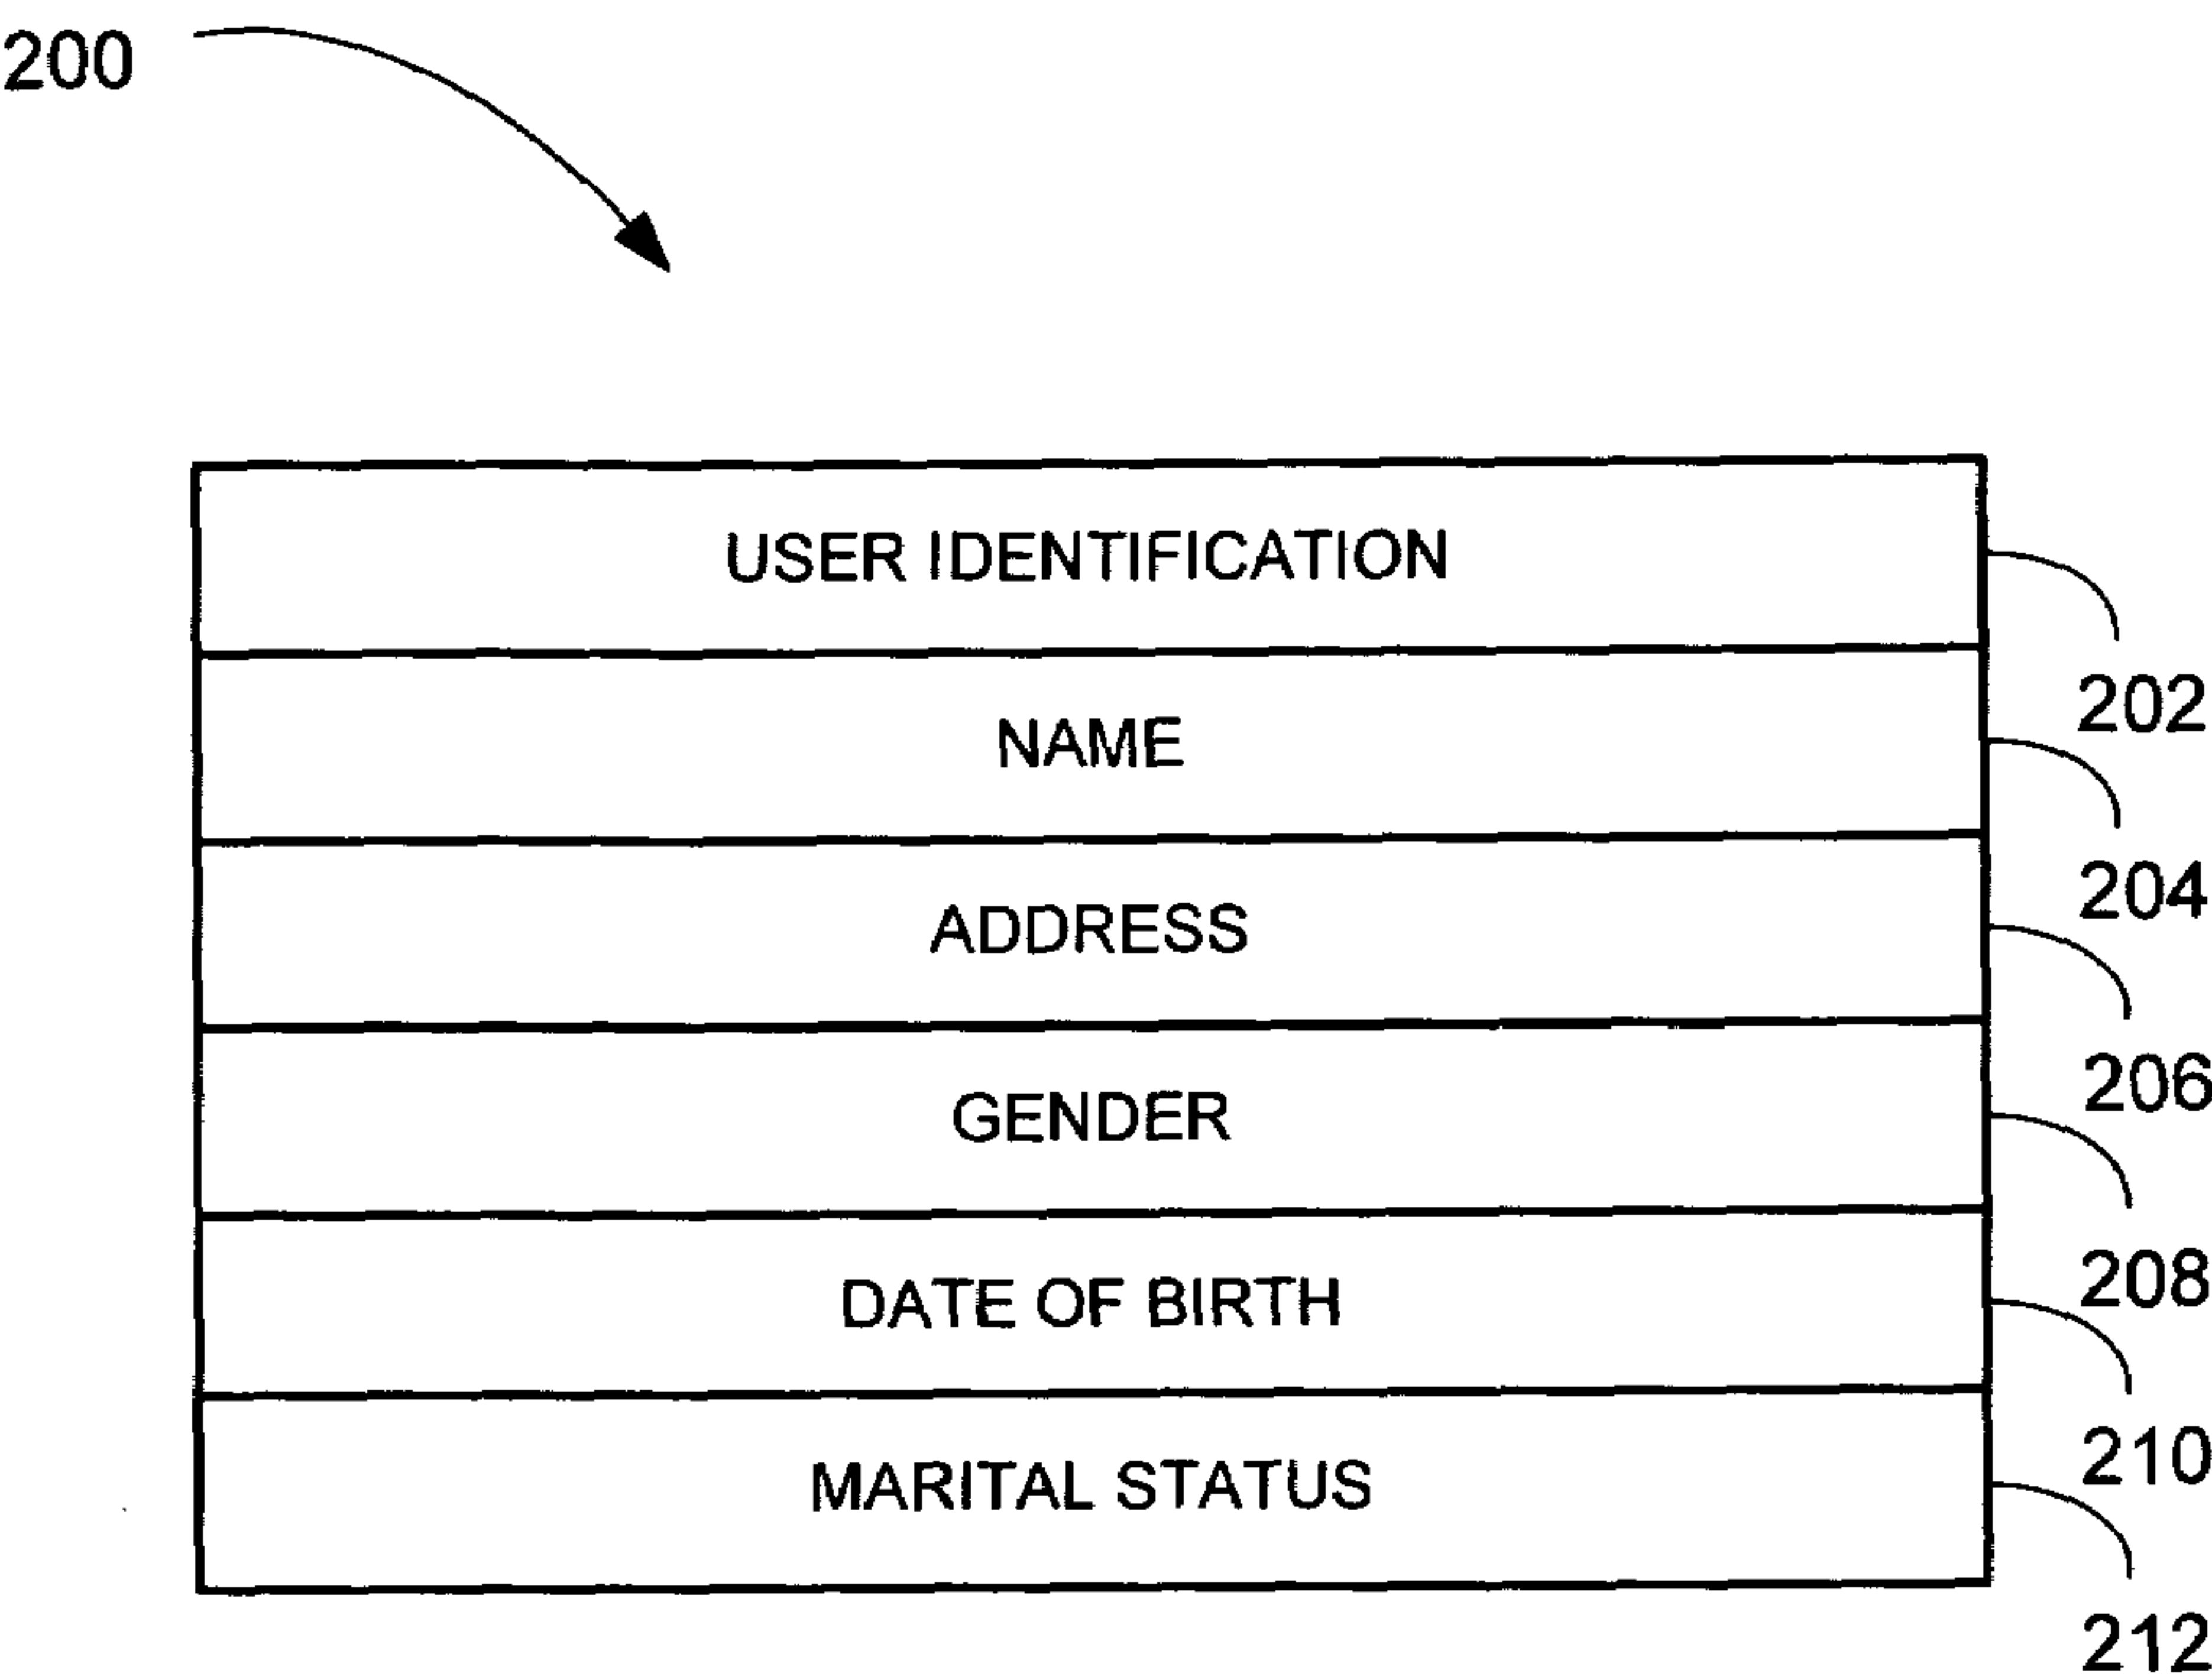 200
USER IDENTIFICATION
202
NAME
204
ADDRESS
206
GENDER
208
DATE OF BIRTH
210
MARITAL STATUS
212